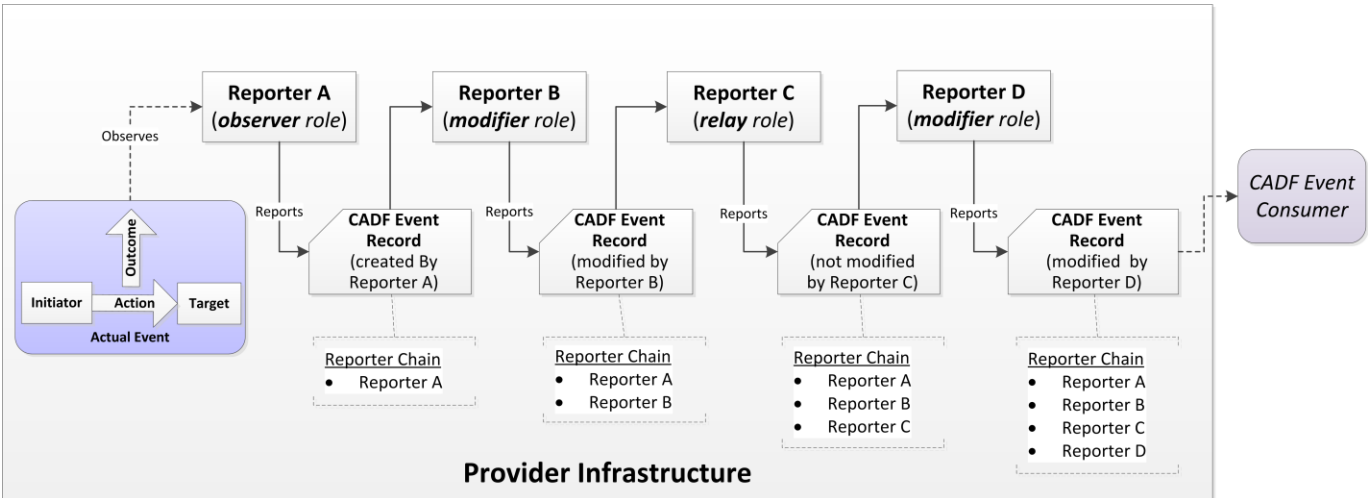 Reporter A
(observer role)
Reporter B
(modifier role)
Reporter C
(relay role)
Reporter D
(modifier role)
Observes
Reports
Reports
Reports
Reports
CADF Event
Consumer
Outcome
Initiator
Action
Target
Actual Event
CADF Event
Record
(created By
Reporter A)
CADF Event
Record
(modified by
Reporter B)
CADF Event
Record
(not modified
by Reporter C)
CADF Event
Record
(modified by
Reporter D)
Reporter Chain
• Reporter A
Reporter Chain
• Reporter A
• Reporter B
Reporter Chain
• Reporter A
• Reporter B
• Reporter C
Reporter Chain
• Reporter A
• Reporter B
• Reporter C
• Reporter D
Provider Infrastructure